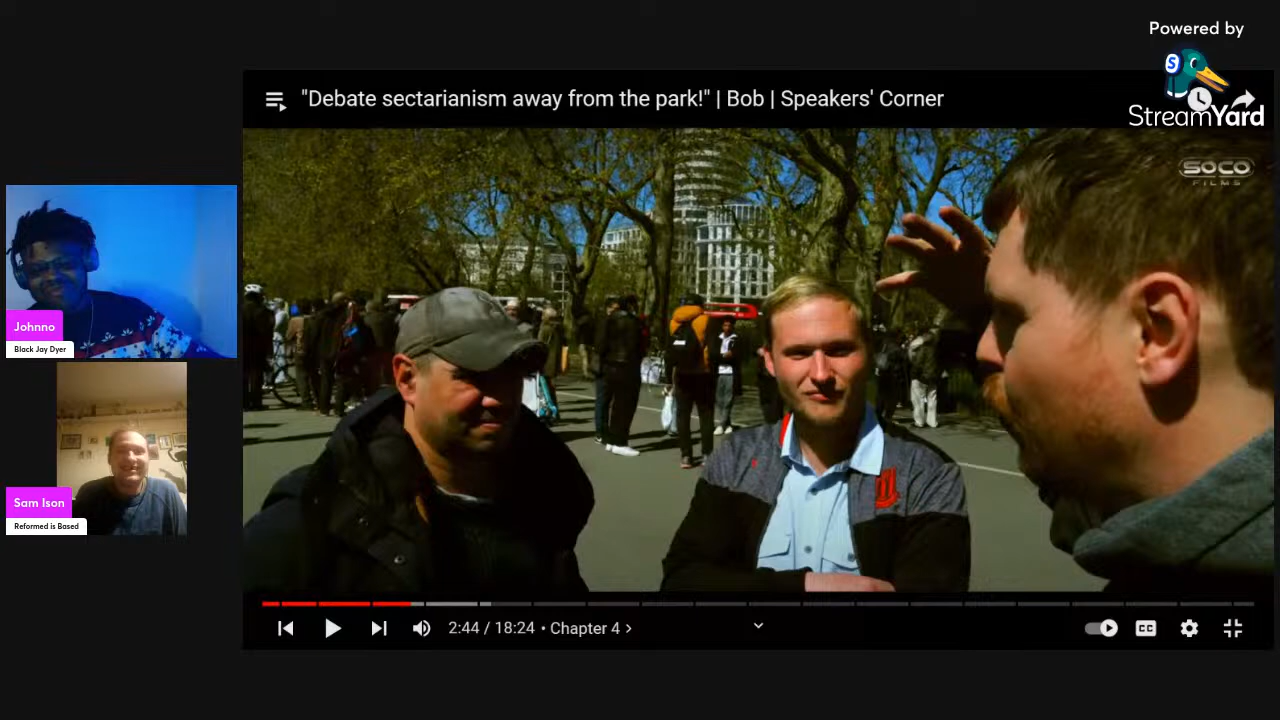 Powered by
StreamYard
"Debate sectarianism away from the park!" | Bob | Speakers' Corner
SOCO
FILMS
Johnno
Black Jay Dyer
Sam Ison
Reformed is Based
2:44 / 18:24 • Chapter 4 >
CC